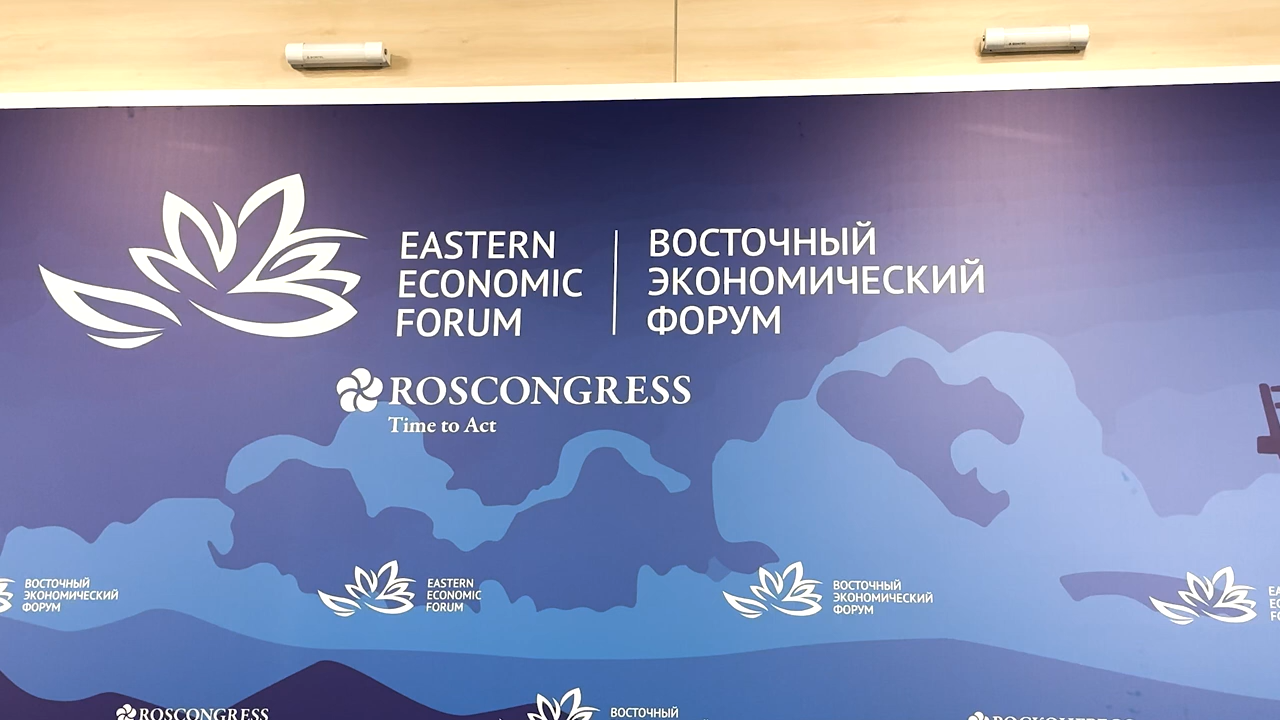 EASTERN
ECONOMIC
FORUM
ВОСТОЧНЫЙ
ЭКОНОМИЧЕСКИЙ
ФОРУМ
ROSCONGRESS
Time to Act
ВОСТОЧНЫЙ
ЭКОНОМИЧЕСКИЙ
ФОРУМ
EASTERN
ECONOMIC
FORUM
ВОСТОЧНЫЙ
ЭКОНОМИЧЕСКИЙ
ФОРУМ
ROSCONGRESS
ВОСТОЧНЫЙ